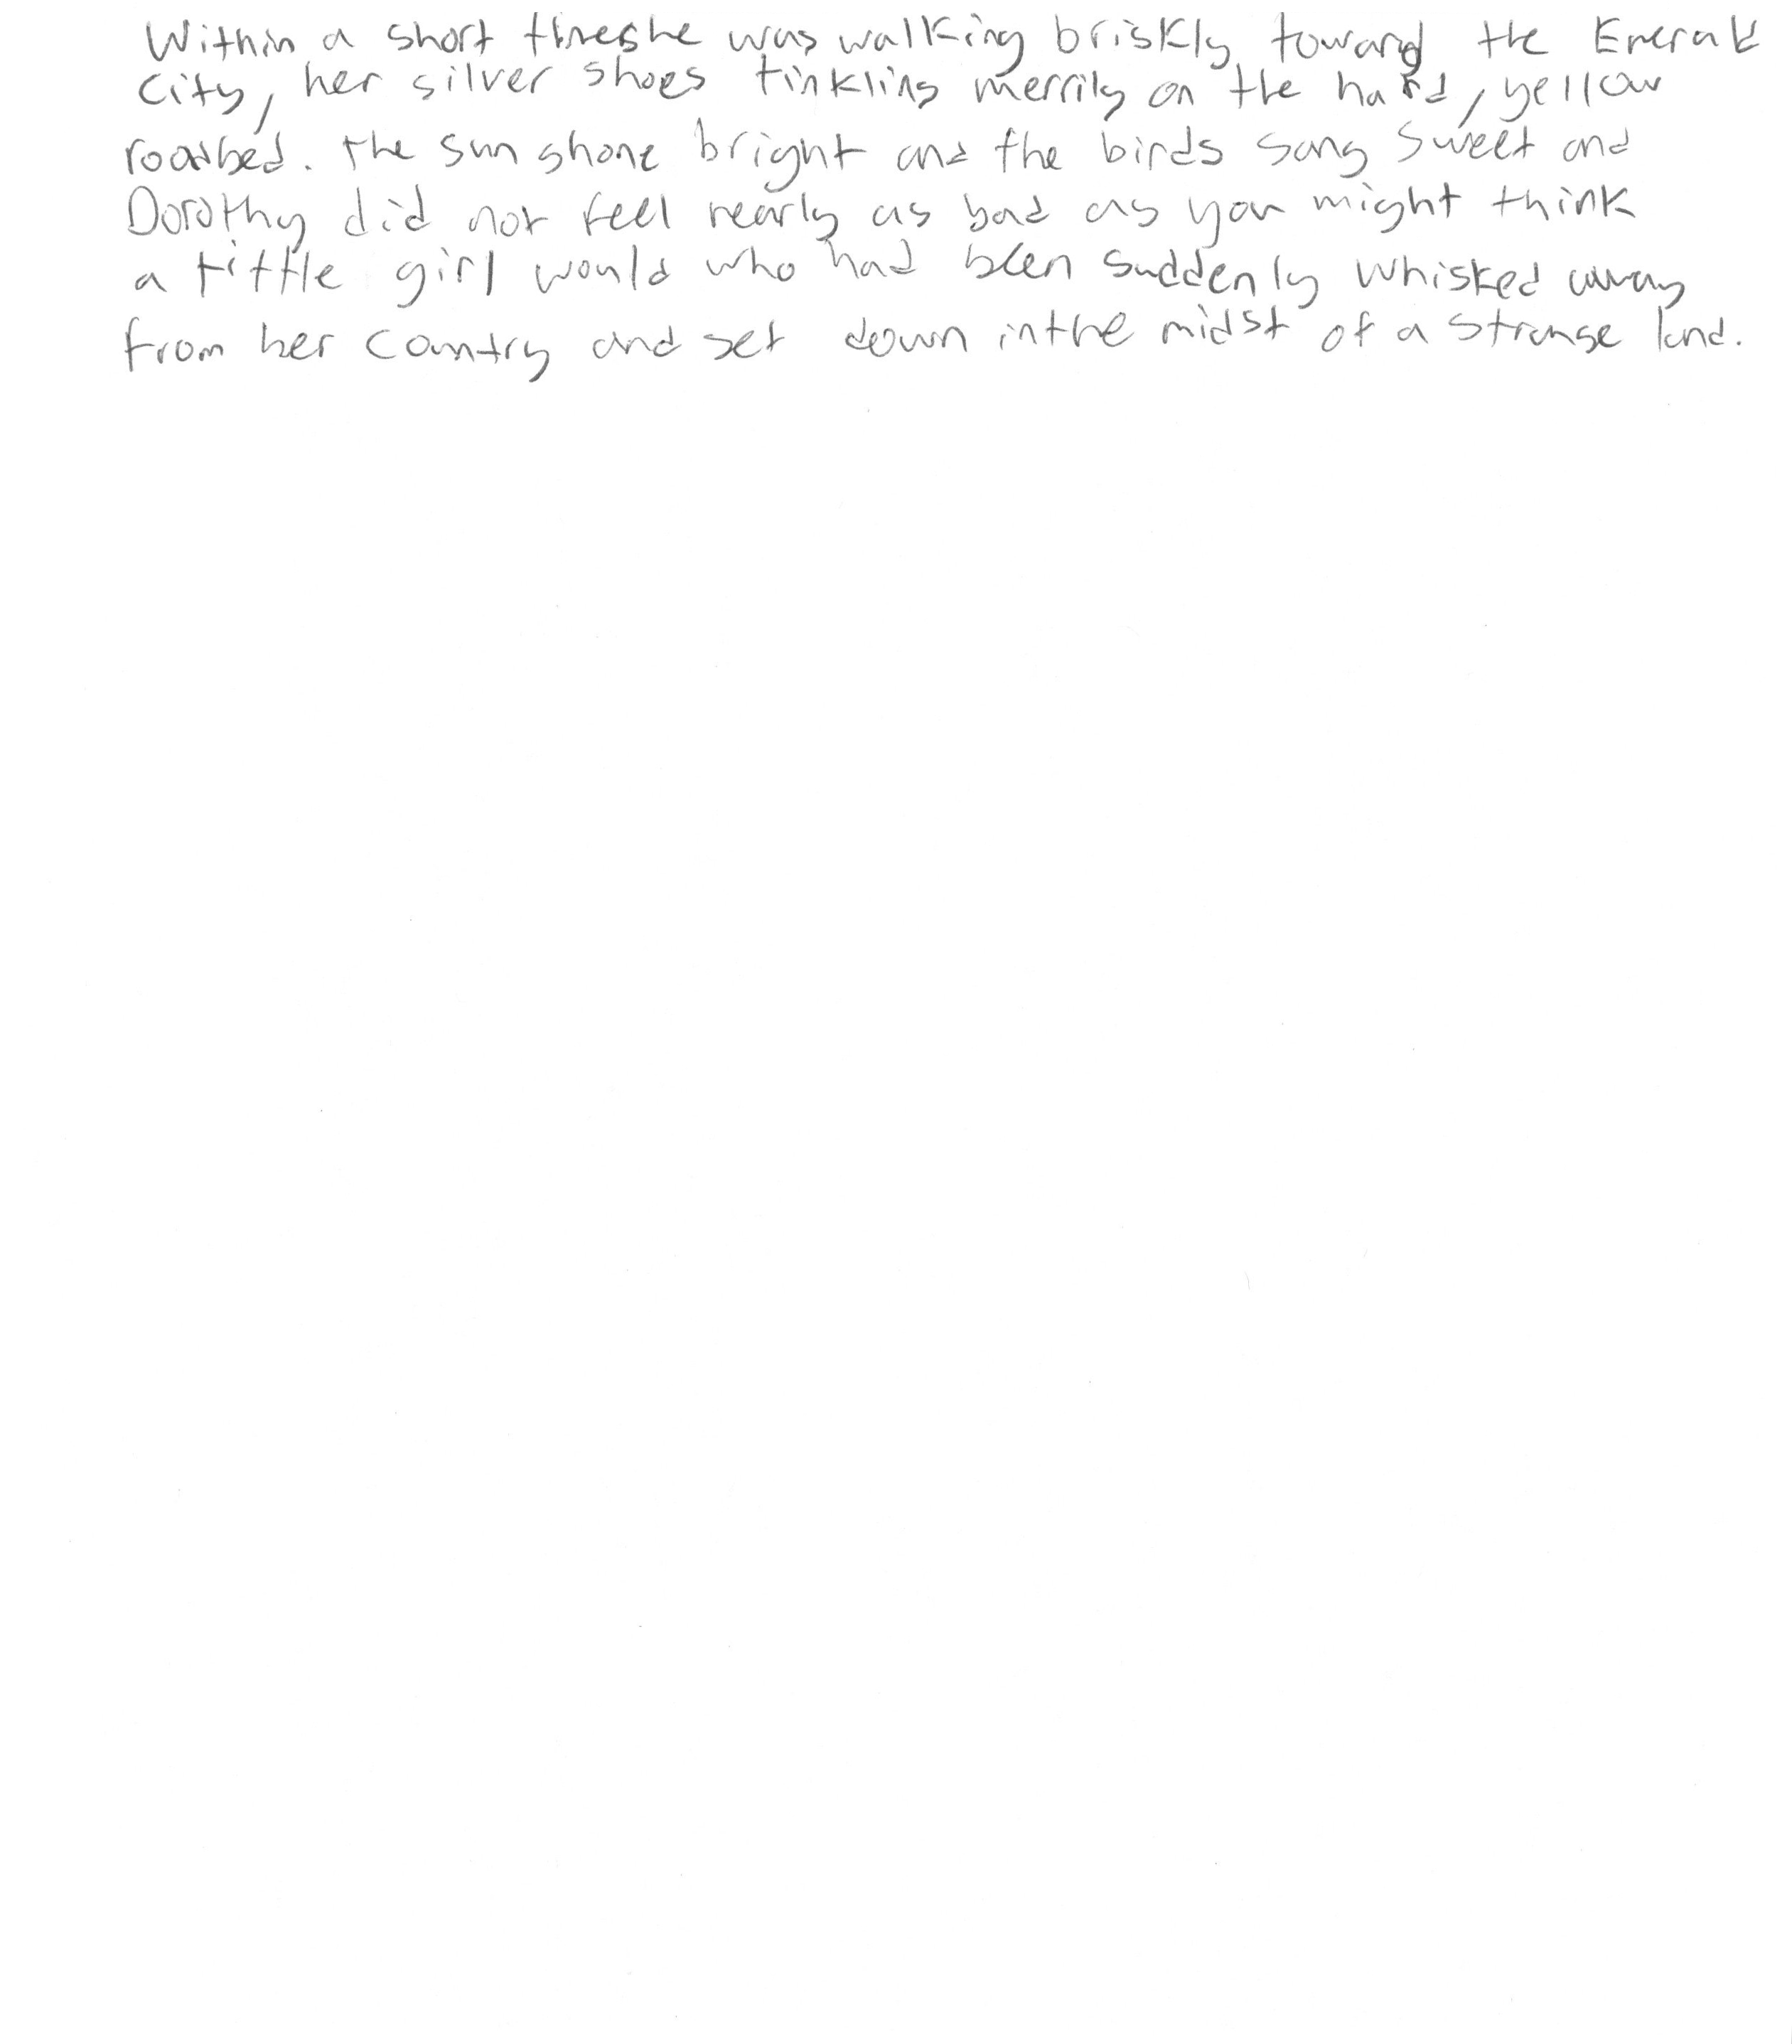 Within a short time she was walking briskly toward the Emerald
City, her silver shoes tinkling merrily on the hard, yellow
roadbed. The sun shone bright and the birds sang sweet and
Dorothy did not feel nearly as bad as you might think
a little girl would who had been suddenly whisked away
from her country and set down in the midst of a strange land.